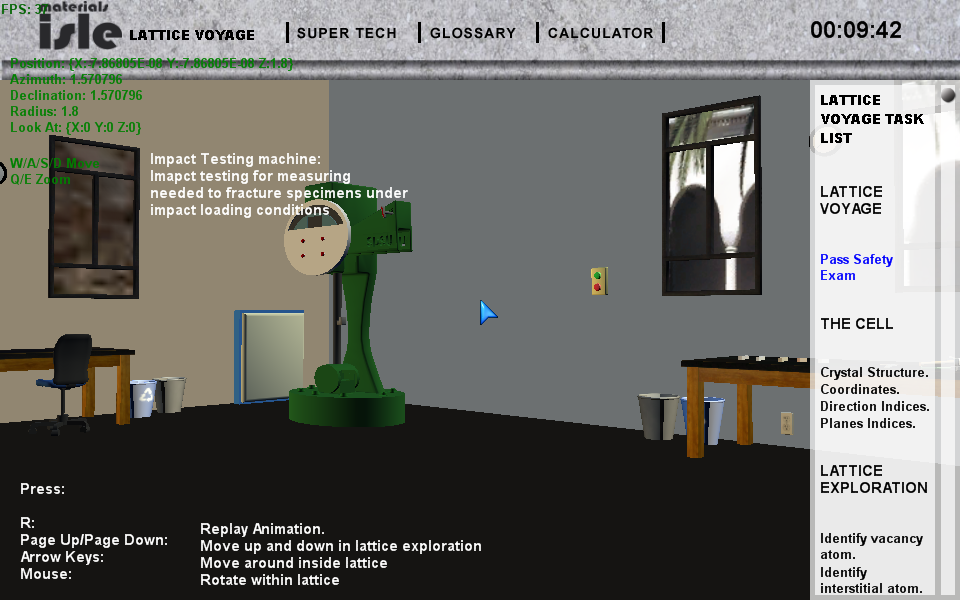 FPS: 37
materials
isle LATTICE VOYAGE
SUPER TECH
GLOSSARY
CALCULATOR
00:09:42
Position: {X:-7.86805E-08 Y:-7.86805E-08 Z:1.8}
Azimuth: 1.570796
Declination: 1.570796
Radius: 1.8
Look At: {X:0 Y:0 Z:0}
W/A/S/D Move
Q/E Zoom
Impact Testing machine:
Imapct testing for measuring
needed to fracture specimens under
impact loading conditions
LATTICE
VOYAGE TASK
LIST
LATTICE
VOYAGE
Pass Safety
Exam
THE CELL
Crystal Structure.
Coordinates.
Direction Indices.
Planes Indices.
LATTICE
EXPLORATION
Identify vacancy
atom.
Identify
interstitial atom.
Press:
R: Replay Animation.
Page Up/Page Down: Move up and down in lattice exploration
Arrow Keys: Move around inside lattice
Mouse: Rotate within lattice